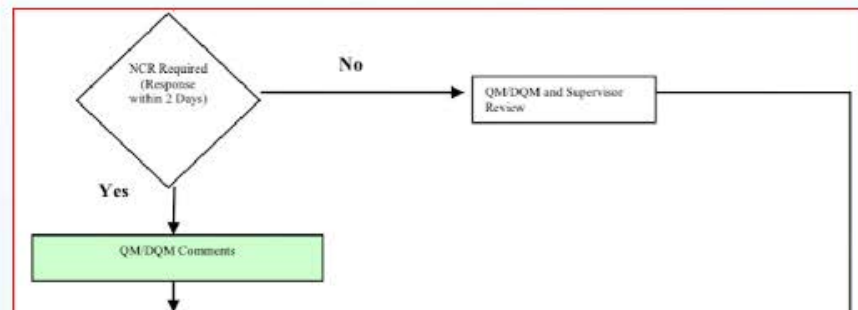 NCR Required
(Response
within 2 Days)
No
QM/DQM and Supervisor
Review
Yes
QM/DQM Comments